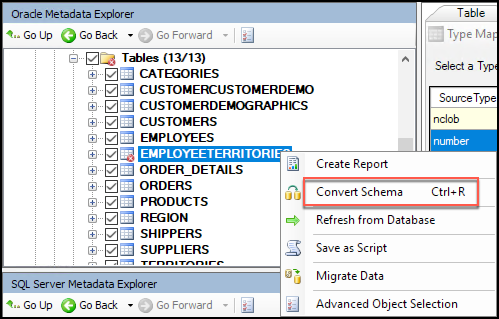 Oracle Metadata Explorer
Go Up Go Back Go Forward
Tables (13/13)
CATEGORIES
CUSTOMERCUSTOMERDEMO
CUSTOMERDEMOGRAPHICS
CUSTOMERS
EMPLOYEES
EMPLOYEETERRITORIES
ORDER_DETAILS
ORDERS
PRODUCTS
REGION
SHIPPERS
SUPPLIERS
TERRITORIES
Table
Type Map
Select a Type
SourceType
nclob
number
Create Report
Convert Schema Ctrl+R
Refresh from Database
Save as Script
Migrate Data
Advanced Object Selection
SQL Server Metadata Explorer
Go Up Go Back Go Forward